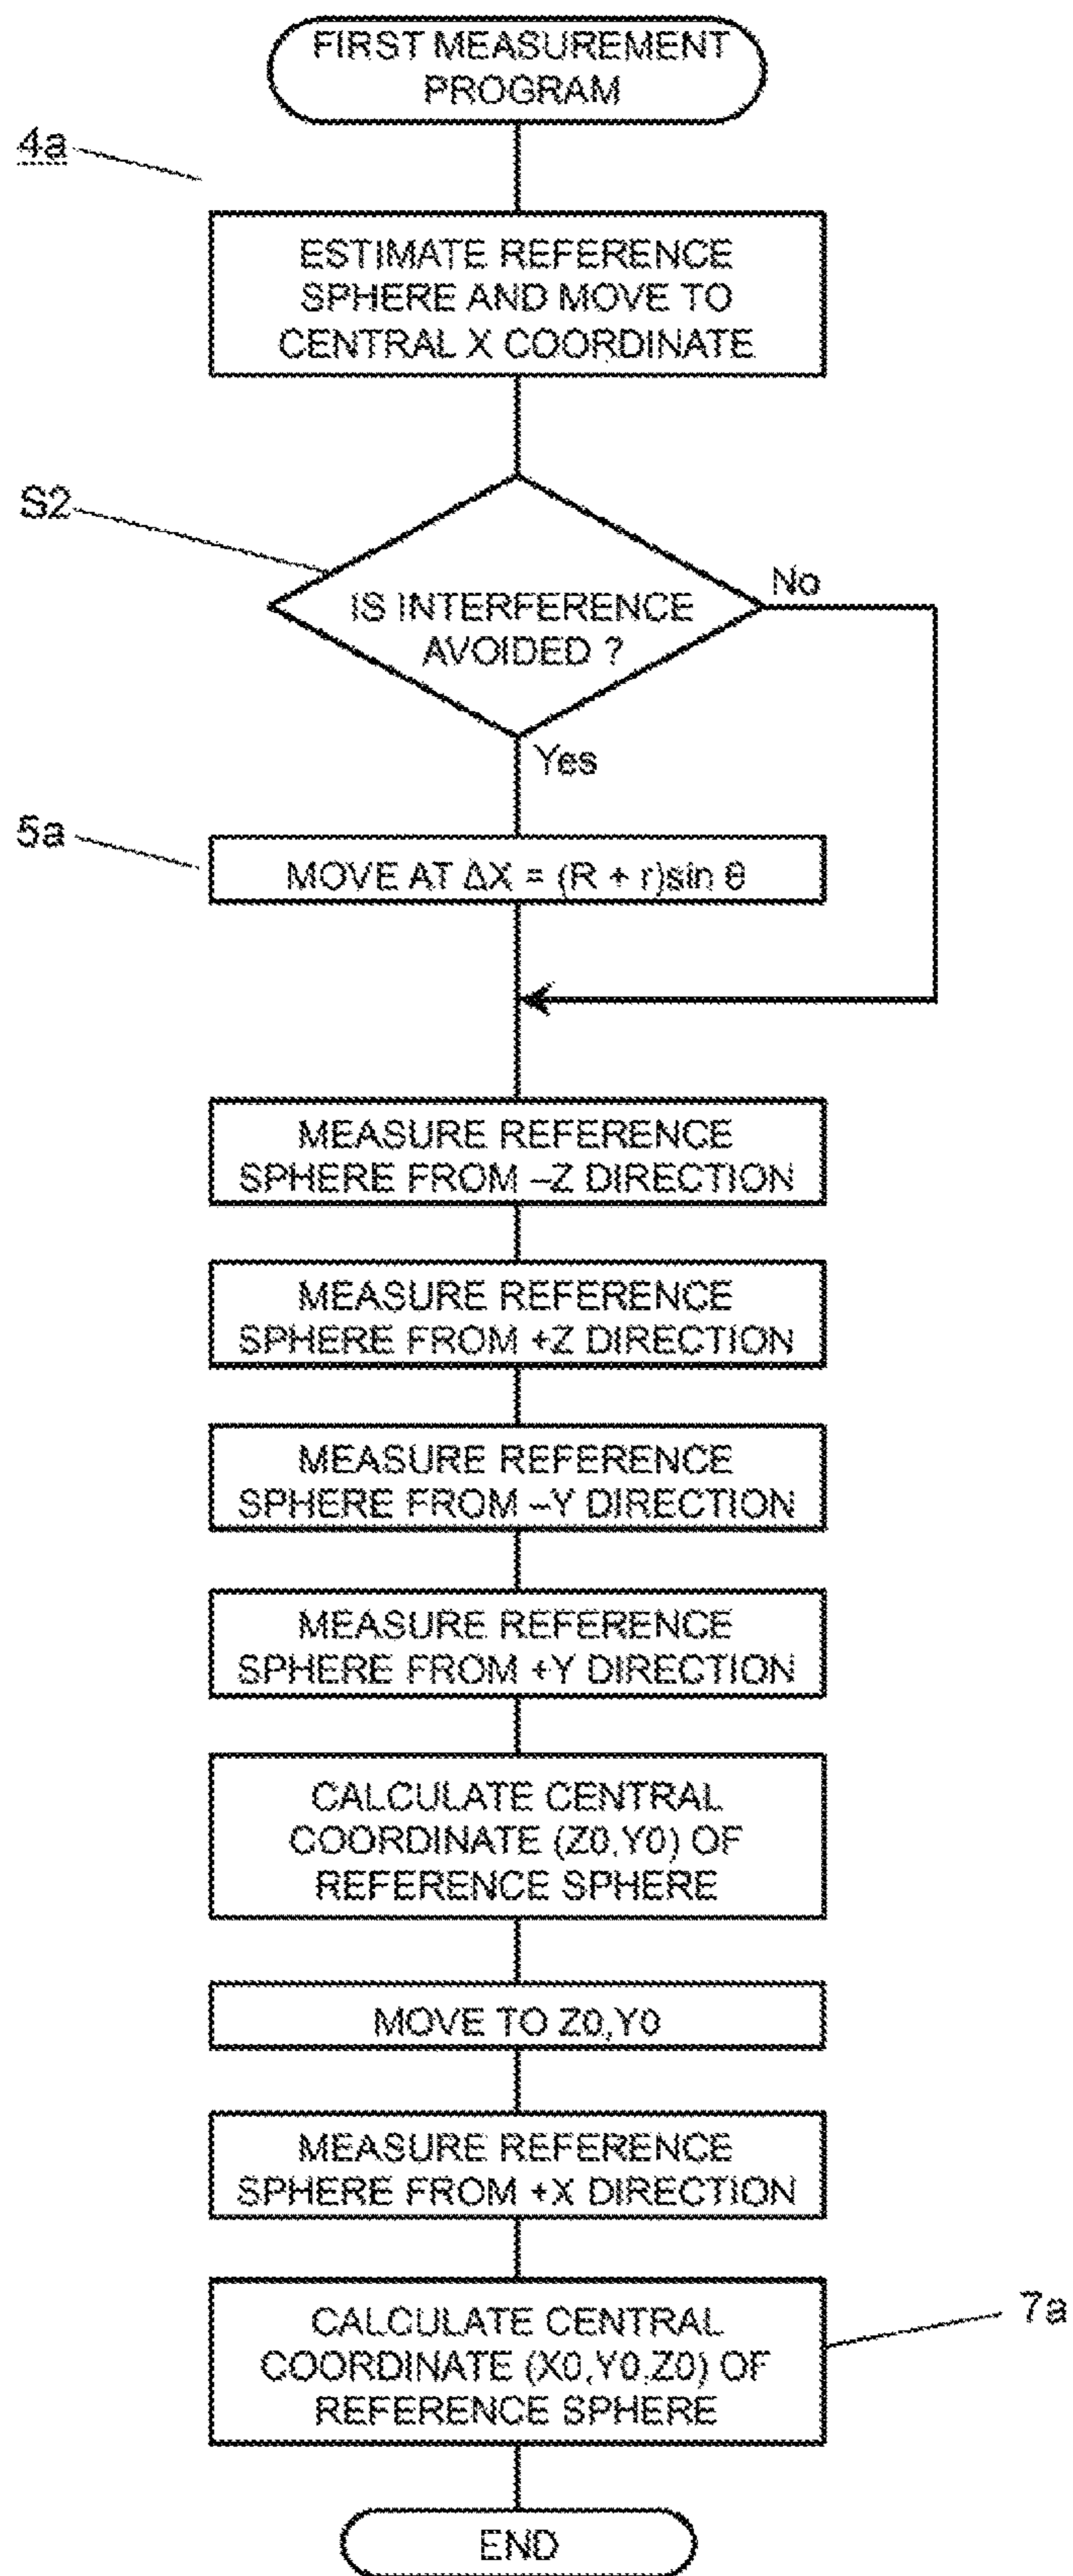 FIRST MEASUREMENT
PROGRAM
4a
ESTIMATE REFERENCE
SPHERE AND MOVE TO
CENTRAL X COORDINATE
S2
IS INTERFERENCE
AVOIDED ?
No
Yes
5a
MOVE AT ΔX = (R + r)sin θ
MEASURE REFERENCE
SPHERE FROM –Z DIRECTION
MEASURE REFERENCE
SPHERE FROM +Z DIRECTION
MEASURE REFERENCE
SPHERE FROM –Y DIRECTION
MEASURE REFERENCE
SPHERE FROM +Y DIRECTION
CALCULATE CENTRAL
COORDINATE (Z0,Y0) OF
REFERENCE SPHERE
MOVE TO Z0,Y0
MEASURE REFERENCE
SPHERE FROM +X DIRECTION
CALCULATE CENTRAL
COORDINATE (X0,Y0,Z0) OF
REFERENCE SPHERE
7a
END